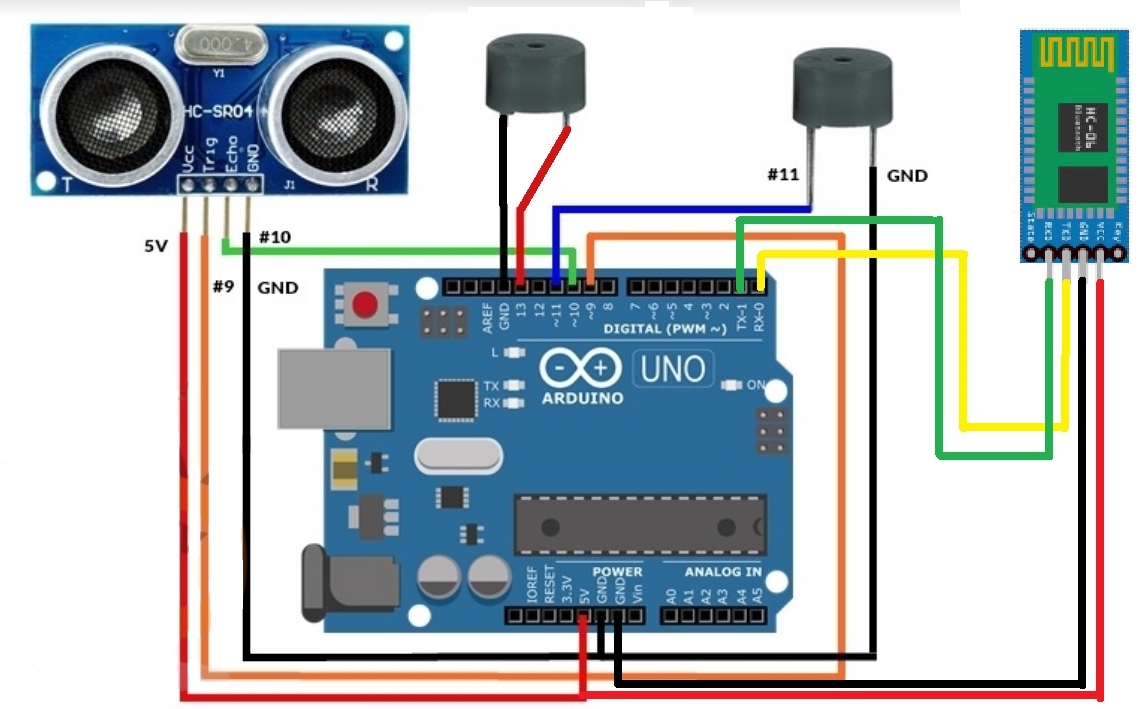 4.000
Y1
HC-SR04
Vcc
Trig
Echo
GND
T
J1
R
#11
GND
HC-06
Bluetooth
State
RXD
TXD
GND
VCC
Key
5V
#10
#9
GND
AREF
GND
13
12
~11
~10
~9
8
7
~6
~5
4
~3
2
TX-1
RX-0
DIGITAL (PWM ~)
L
TX
RX
UNO
ARDUINO
ON
POWER
ANALOG IN
IOREF
RESET
3.3V
5V
GND
GND
Vin
A0
A1
A2
A3
A4
A5